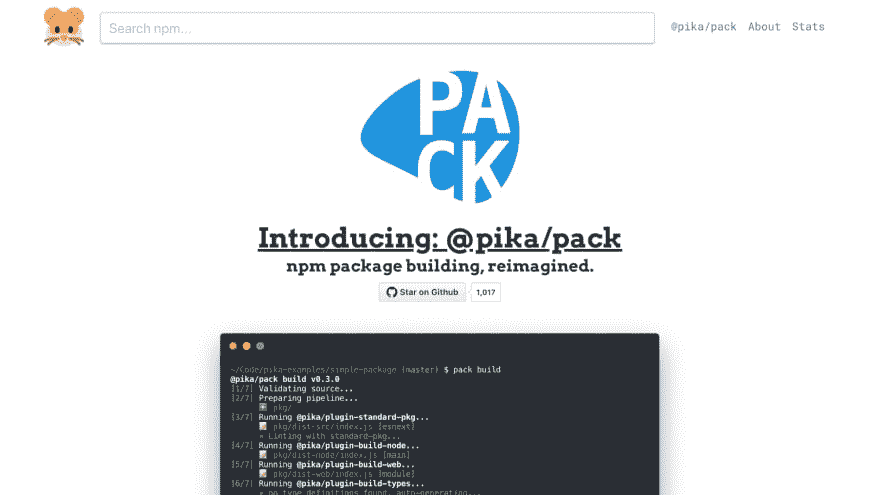 Search npm...
@pika/pack About Stats
PA
CK
Introducing: @pika/pack
npm package building, reimagined.
Star on Github 1,017
~/Code/pika-examples/simple-package (master) $ pack build
@pika/pack build v0.3.0
[1/7] Validating source...
[2/7] Preparing pipeline...
pkg/
[3/7] Running @pika/plugin-standard-pkg...
pkg/dist-src/index.js [esnext]
» Linting with standard-pkg...
[4/7] Running @pika/plugin-build-node...
pkg/dist-node/index.js [main]
[5/7] Running @pika/plugin-build-web...
pkg/dist-web/index.js [module]
[6/7] Running @pika/plugin-build-types...
» no type definitions found, auto-generating...